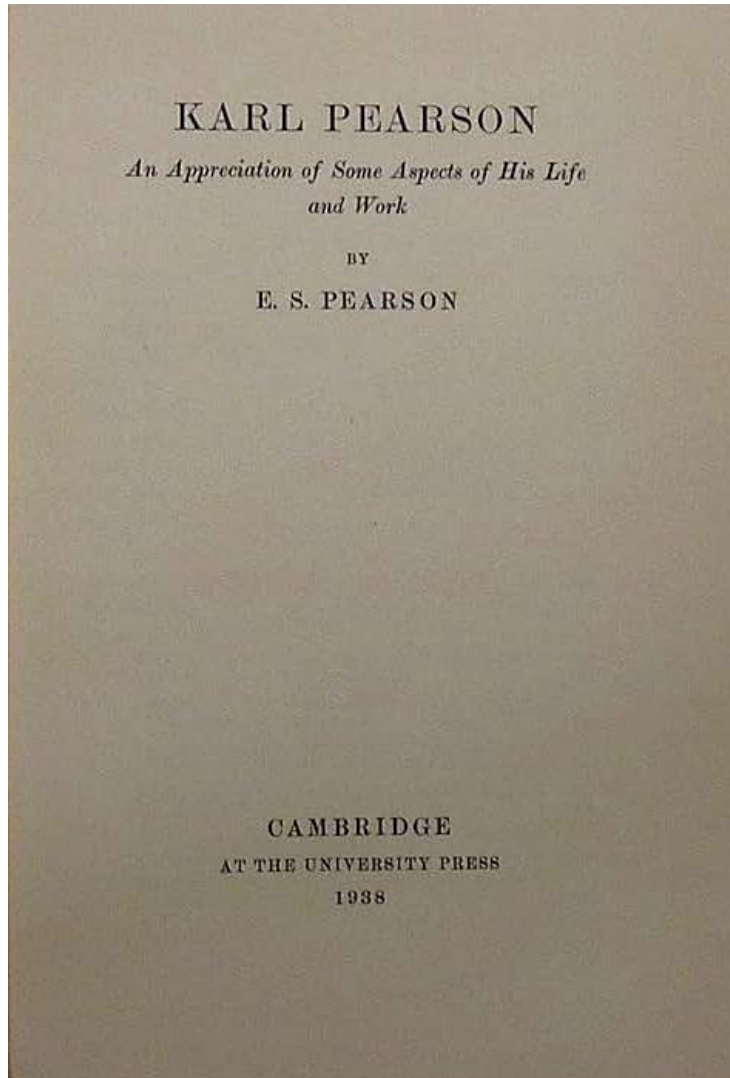 KARL PEARSON
An Appreciation of Some Aspects of His Life
and Work
BY
E. S. PEARSON
CAMBRIDGE
AT THE UNIVERSITY PRESS
1938